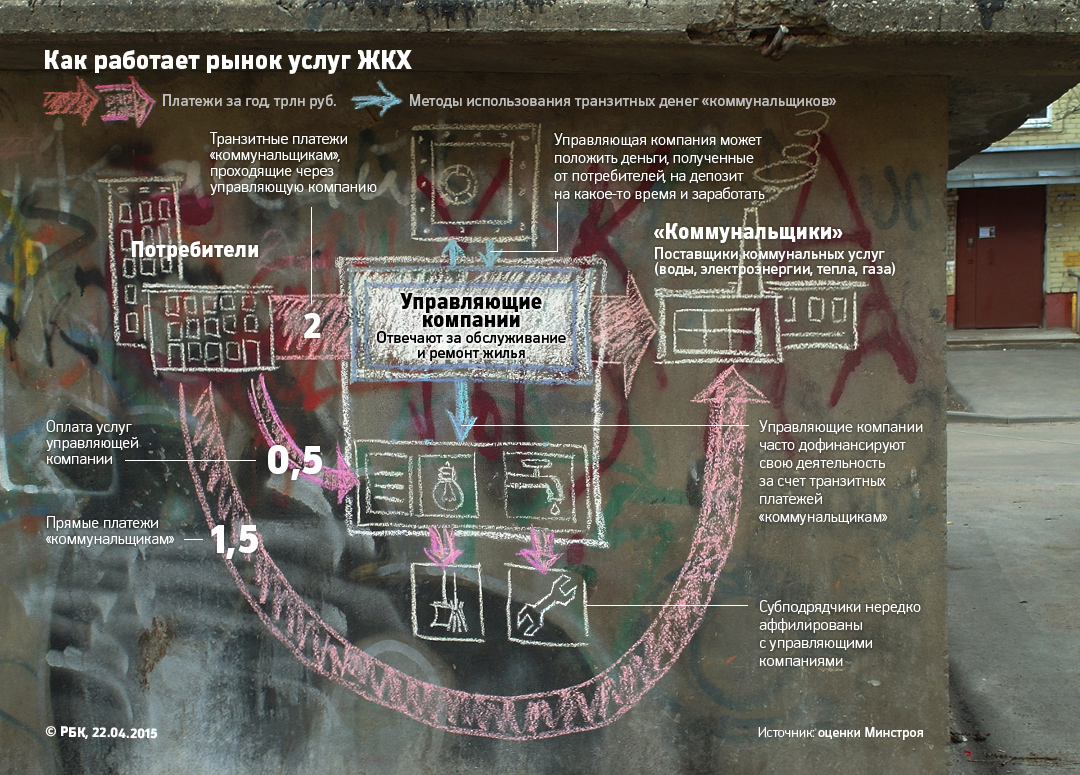 Как работает рынок услуг ЖКХ
Платежи за год, трлн руб.
Методы использования транзитных денег «коммунальщиков»
Транзитные платежи
«коммунальщикам»,
проходящие через
управляющую компанию
Управляющая компания может
положить деньги, полученные
от потребителей, на депозит
на какое-то время и заработать
Потребители
«Коммунальщики»
Поставщики коммунальных услуг
(воды, электроэнергии, тепла, газа)
2
Управляющие
компании
Отвечают за обслуживание
и ремонт жилья
Оплата услуг
управляющей
компании
0,5
Управляющие компании
часто дофинансируют
свою деятельность
за счет транзитных
платежей
«коммунальщикам»
Прямые платежи
«коммунальщикам»
1,5
Субподрядчики нередко
аффилированы
с управляющими
компаниями
© РБК, 22.04.2015
Источник: оценки Минстроя